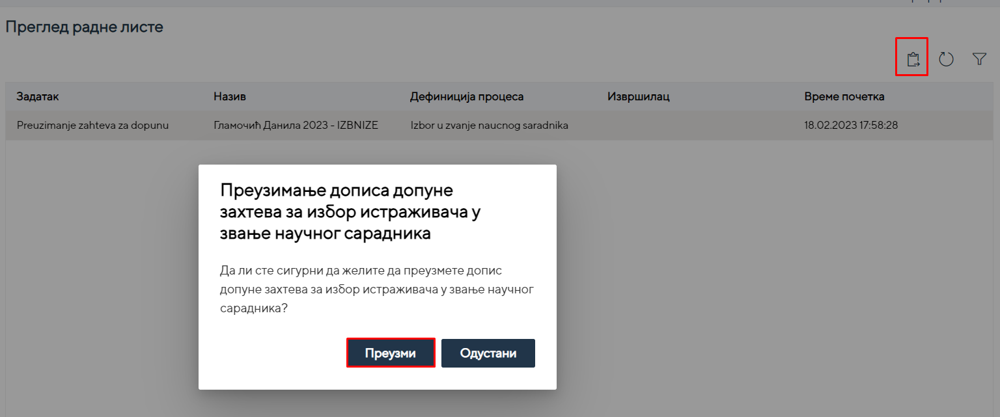 Преглед радне листе
Задатак Назив Дефиниција процеса Извршилац Време почетка
Preuzimanje zahteva za dopunu Гламочић Данила 2023 - IZBNIZE Izbor u zvanje naucnog saradnika 18.02.2023 17:58:28
Преузимање дописа допуне
захтева за избор истраживача у
звање научног сарадника
Да ли сте сигурни да желите да преузмете допис
допуне захтева за избор истраживача у звање научног
сарадника?
Преузми Одустани